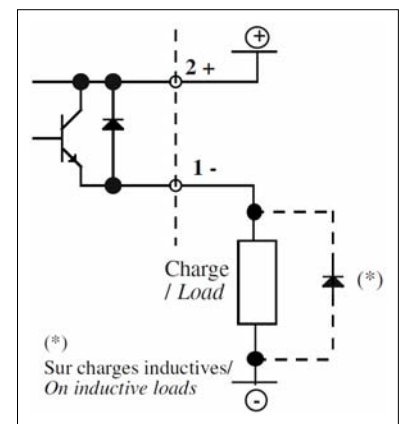 +
2 +
1 -
Charge
/ Load
(*)
(*)
Sur charges inductives/
On inductive loads
-